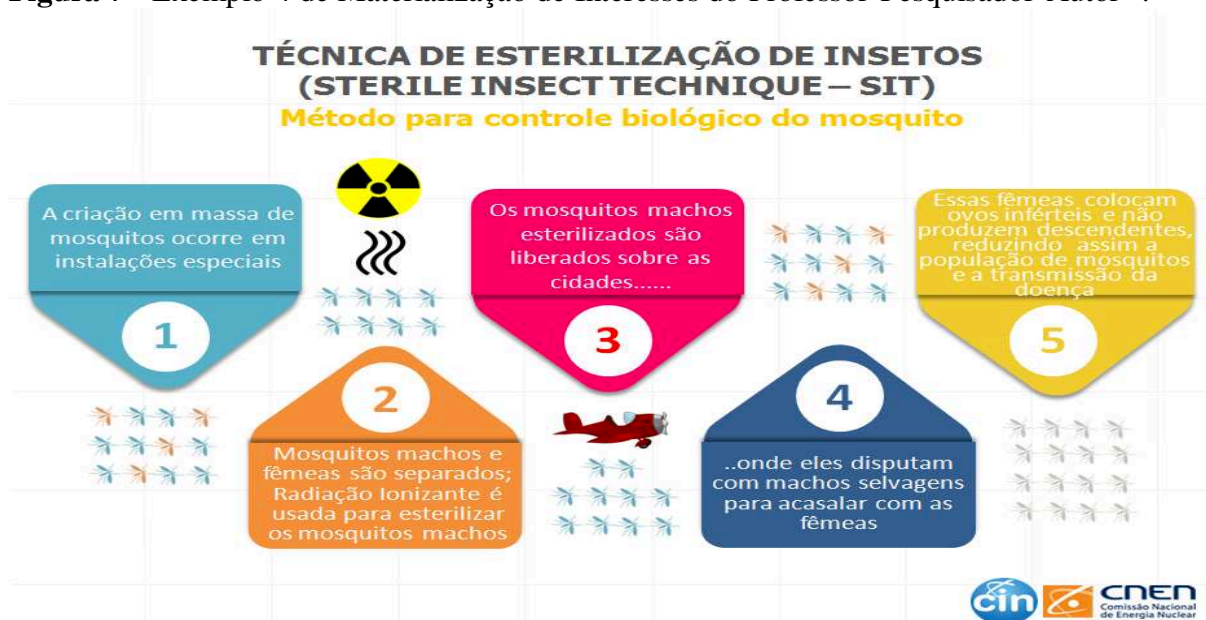 TÉCNICA DE ESTERILIZAÇÃO DE INSETOS
(STERILE INSECT TECHNIQUE – SIT)
Método para controle biológico do mosquito
A criação em massa de
mosquitos ocorre em
instalações especiais
1
2
Mosquitos machos e
fêmeas são separados;
Radiação Ionizante é
usada para esterilizar
os mosquitos machos
Os mosquitos machos
esterilizados são
liberados sobre as
cidades......
3
4
..onde eles disputam
com machos selvagens
para acasalar com as
fêmeas
Essas fêmeas colocam
ovos inférteis e não
produzem descendentes,
reduzindo assim a
população de mosquitos
e a transmissão da
doença
5
cin
CNEN
Comissão Nacional
de Energia Nuclear